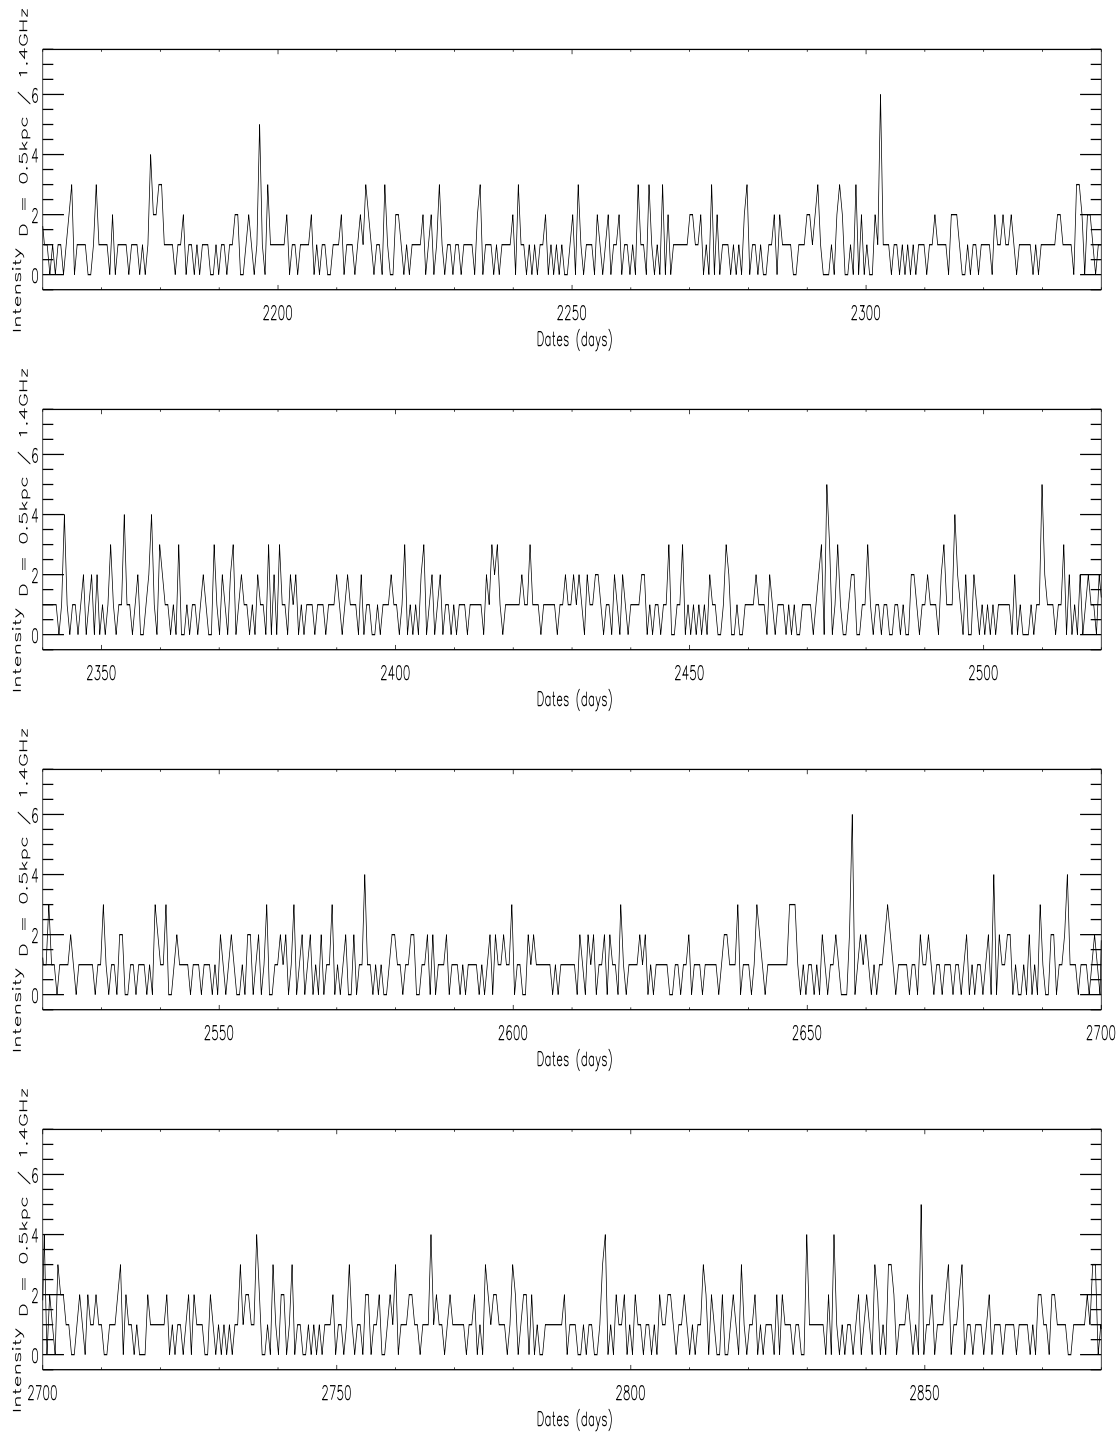 Intensity D = 0.5kpc / 1.4GHz
6
4
2
0
2200 2250 2300
Dates (days)
Intensity D = 0.5kpc / 1.4GHz
6
4
2
0
2350 2400 2450 2500
Dates (days)
Intensity D = 0.5kpc / 1.4GHz
6
4
2
0
2550 2600 2650 2700
Dates (days)
Intensity D = 0.5kpc / 1.4GHz
6
4
2
0
2700 2750 2800 2850
Dates (days)